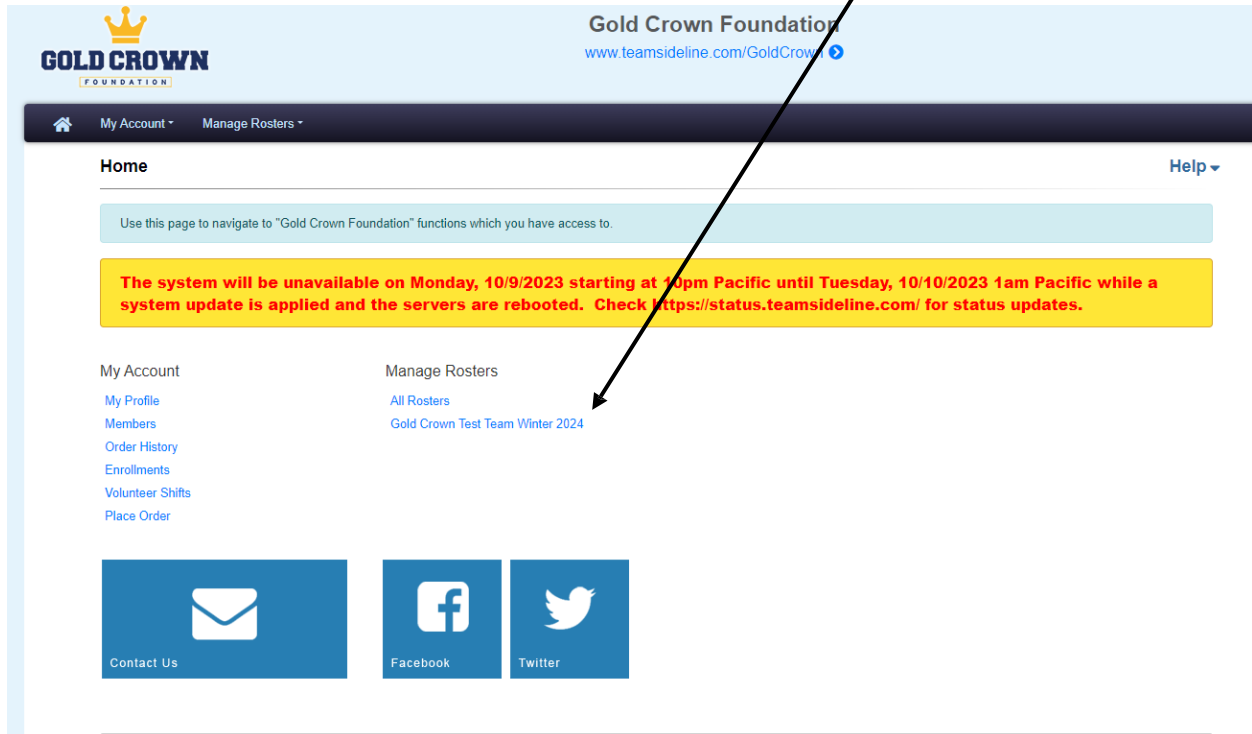 GOLD CROWN
FOUNDATION
Gold Crown Foundation
www.teamsideline.com/GoldCrown
My Account
Manage Rosters
Home
Help
Use this page to navigate to "Gold Crown Foundation" functions which you have access to.
The system will be unavailable on Monday, 10/9/2023 starting at 10pm Pacific until Tuesday, 10/10/2023 1am Pacific while a
system update is applied and the servers are rebooted. Check https://status.teamsideline.com/ for status updates.
My Account
My Profile
Members
Order History
Enrollments
Volunteer Shifts
Place Order
Manage Rosters
All Rosters
Gold Crown Test Team Winter 2024
Contact Us
Facebook
Twitter